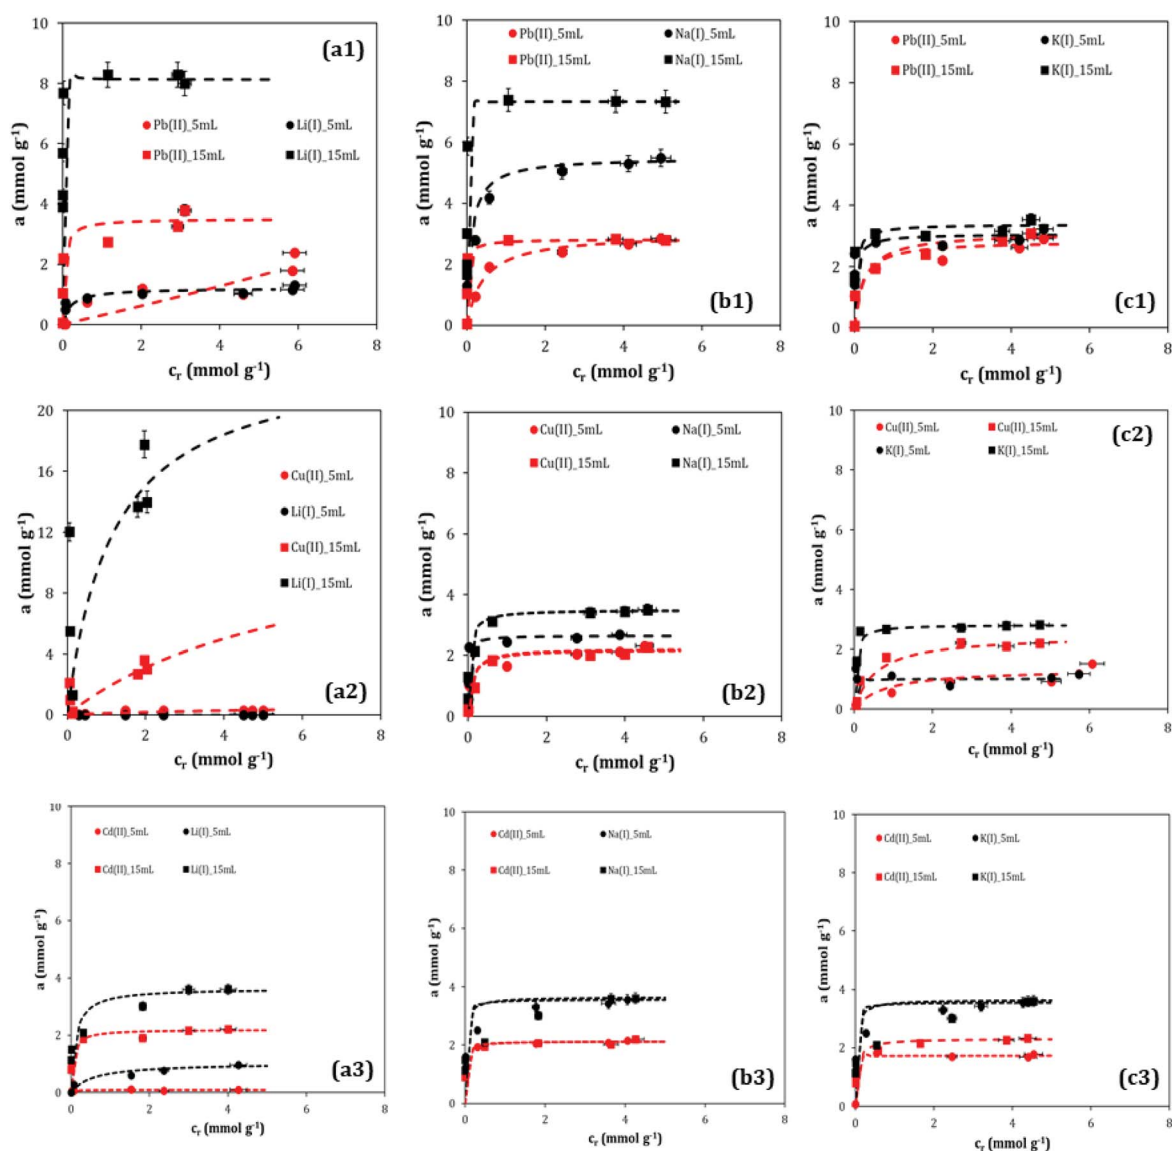 (a1)
Pb(II)_5mL Li(I)_5mL
Pb(II)_15mL Li(I)_15mL
a (mmol g-1)
10
8
6
4
2
0
0 2 4 6 8
cr (mmol g-1)
Pb(II)_5mL Na(I)_5mL
Pb(II)_15mL Na(I)_15mL
(b1)
a (mmol g-1)
10
8
6
4
2
0
0 2 4 6 8
cr (mmol g-1)
Pb(II)_5mL K(I)_5mL
Pb(II)_15mL K(I)_15mL
(c1)
a (mmol g-1)
10
8
6
4
2
0
0 2 4 6 8
cr (mmol g-1)
Cu(II)_5mL
Li(I)_5mL
Cu(II)_15mL
Li(I)_15mL
(a2)
a (mmol g-1)
20
16
12
8
4
0
0 2 4 6 8
cr (mmol g-1)
Cu(II)_5mL Na(I)_5mL
Cu(II)_15mL Na(I)_15mL
(b2)
a (mmol g-1)
10
8
6
4
2
0
0 2 4 6 8
cr (mmol g-1)
Cu(II)_5mL Cu(II)_15mL
K(I)_5mL K(I)_15mL
(c2)
a (mmol g-1)
10
8
6
4
2
0
0 2 4 6 8
cr (mmol g-1)
Cd(II)_5mL Li(I)_5mL
Cd(II)_15mL Li(I)_15mL
(a3)
a (mmol g-1)
10
8
6
4
2
0
0 2 4 6 8
cr (mmol g-1)
Cd(II)_5mL Na(I)_5mL
Cd(II)_15mL Na(I)_15mL
(b3)
a (mmol g-1)
10
8
6
4
2
0
0 2 4 6 8
cr (mmol g-1)
Cd(II)_5mL K(I)_5mL
Cd(II)_15mL K(I)_15mL
(c3)
a (mmol g-1)
10
8
6
4
2
0
0 2 4 6 8
cr (mmol g-1)